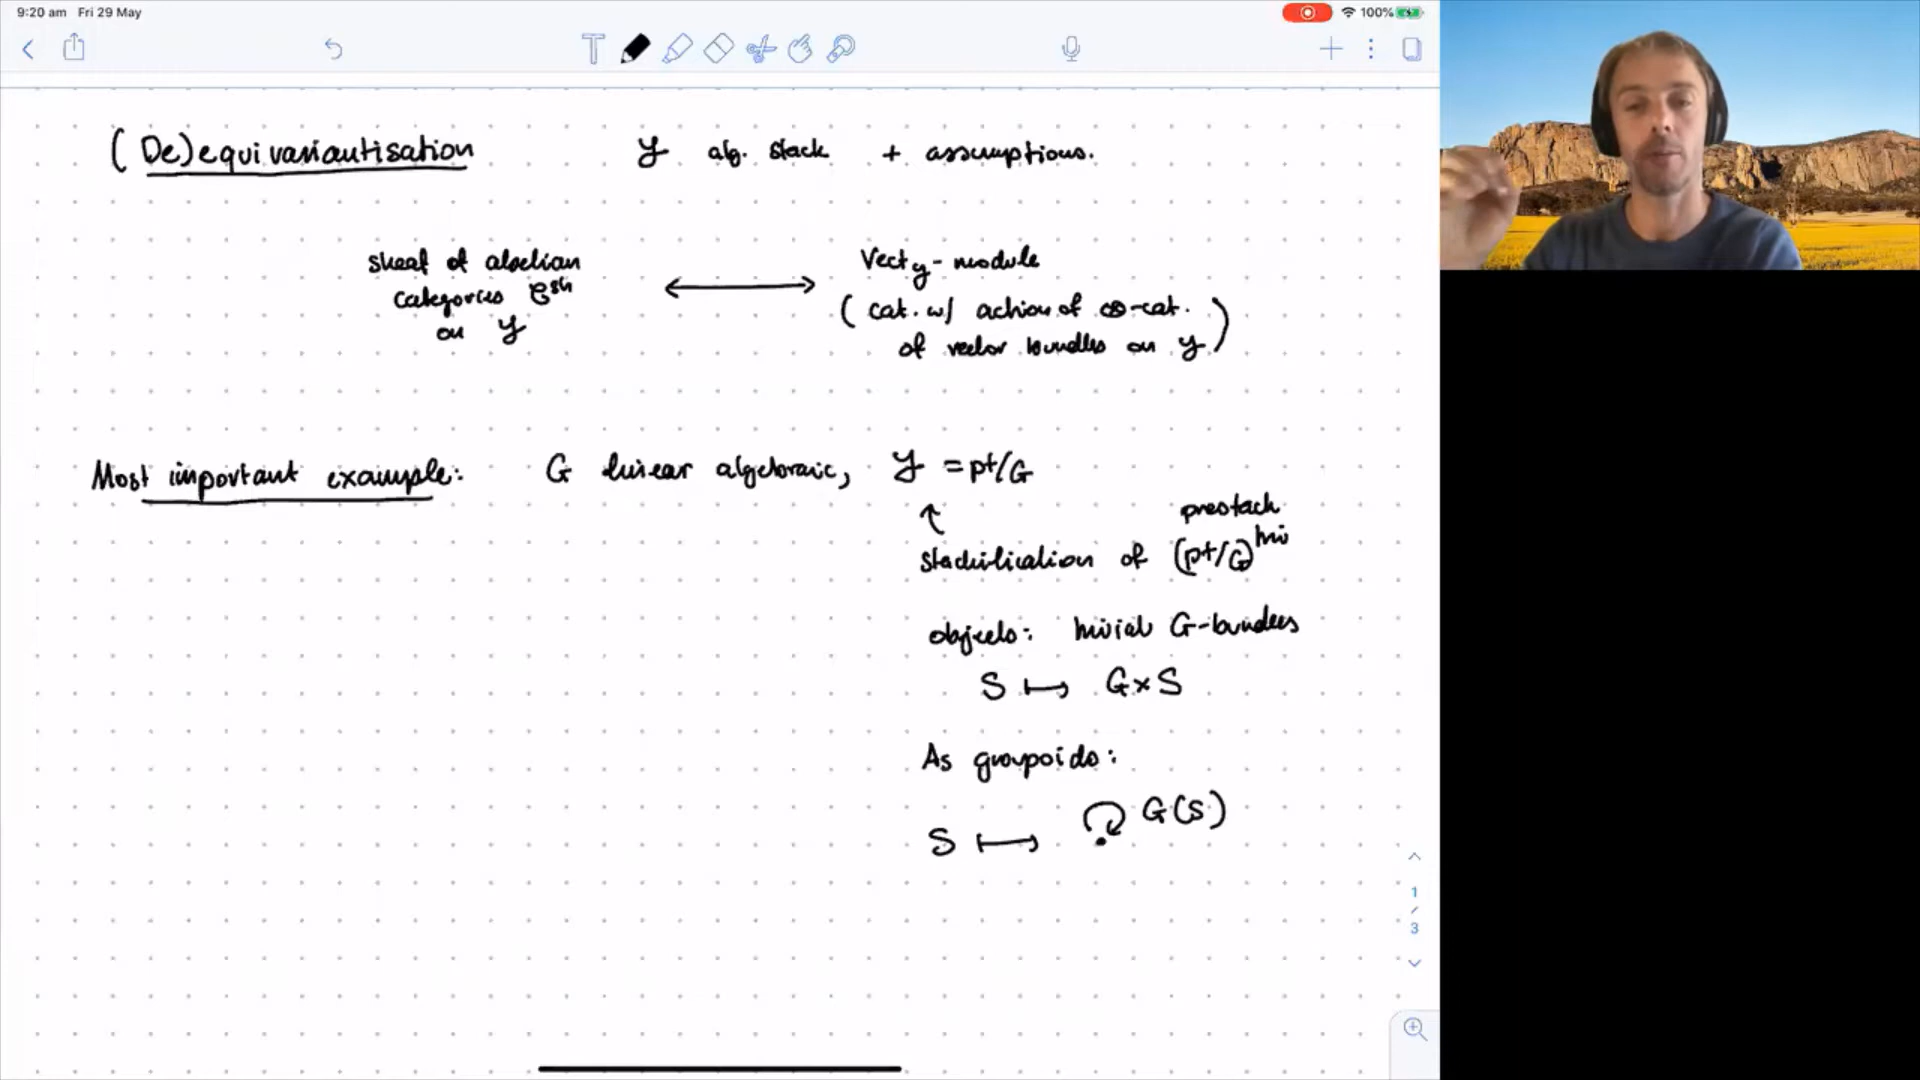 9:20 am Fri 29 May
100%
(De)equivariantisation
Y alg. stack + assumptions.
sheaf of abelian
categories C^sh
on Y
Vect_Y-module
(cat. w/ action of ⊗-cat.
of vector bundles on Y)
Most important example: G linear algebraic, Y = pt/G
prestack
stackification of (pt/G)^triv
objects: trivial G-bundles
S ↦ G×S
As groupoids:
S ↦ G(S)
1
/
3